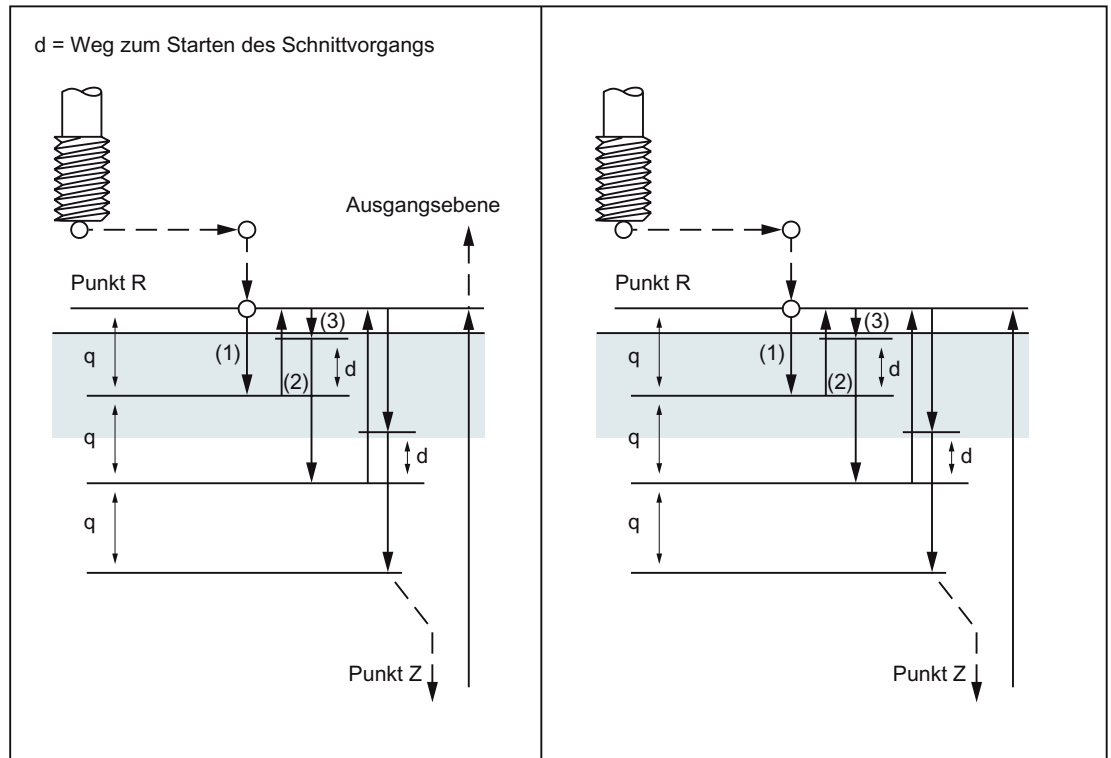 d = Weg zum Starten des Schnittvorgangs
Ausgangsebene
Punkt R
(3)
q
(1)
d
(2)
q
d
q
Punkt Z
Punkt R
(3)
q
(1)
d
(2)
q
d
q
Punkt Z